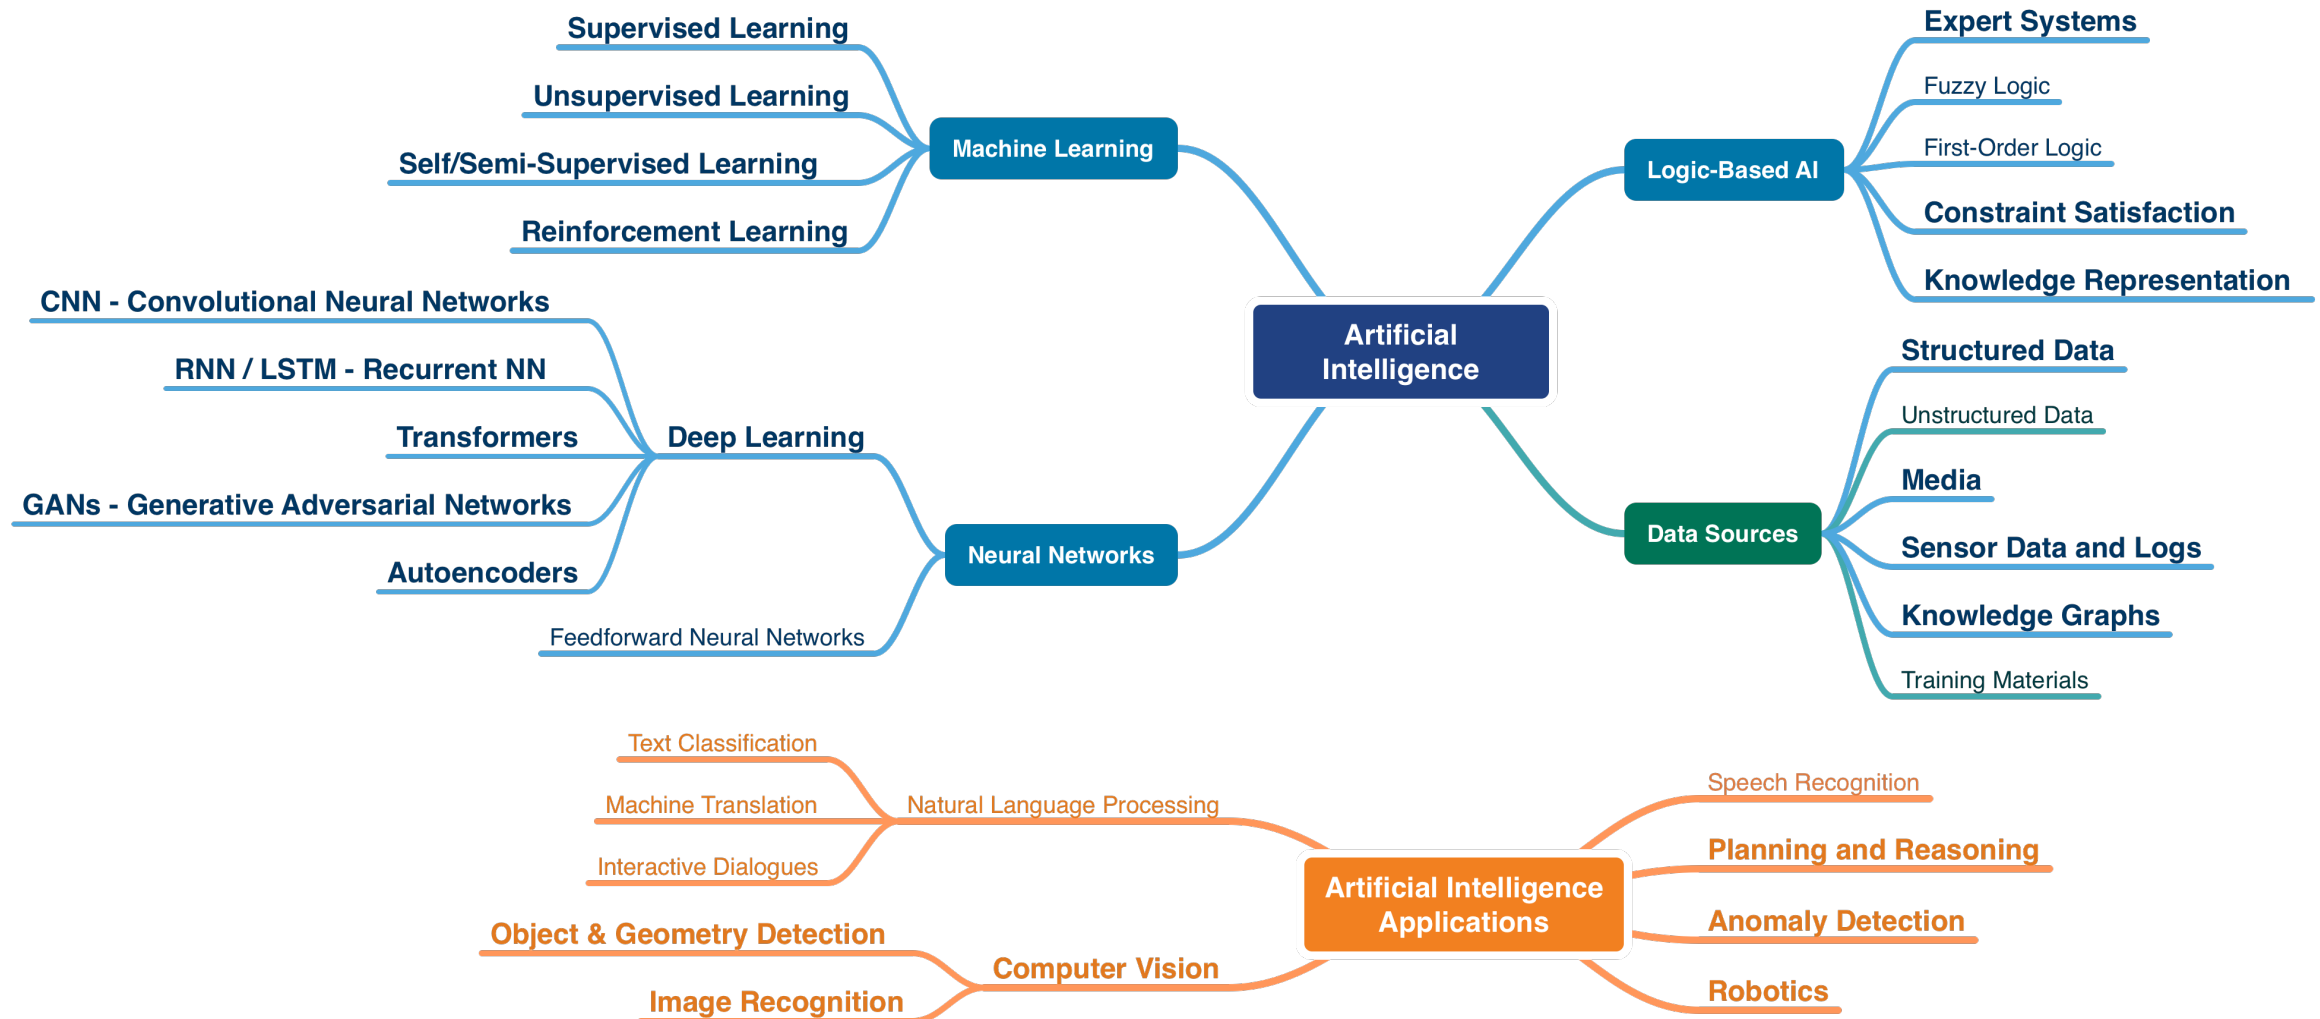 Supervised Learning
Unsupervised Learning
Self/Semi-Supervised Learning
Reinforcement Learning
Machine Learning
CNN - Convolutional Neural Networks
RNN / LSTM - Recurrent NN
Transformers
GANs - Generative Adversarial Networks
Autoencoders
Deep Learning
Feedforward Neural Networks
Neural Networks
Artificial
Intelligence
Logic-Based AI
Expert Systems
Fuzzy Logic
First-Order Logic
Constraint Satisfaction
Knowledge Representation
Data Sources
Structured Data
Unstructured Data
Media
Sensor Data and Logs
Knowledge Graphs
Training Materials
Text Classification
Machine Translation
Interactive Dialogues
Natural Language Processing
Object & Geometry Detection
Image Recognition
Computer Vision
Artificial Intelligence
Applications
Speech Recognition
Planning and Reasoning
Anomaly Detection
Robotics